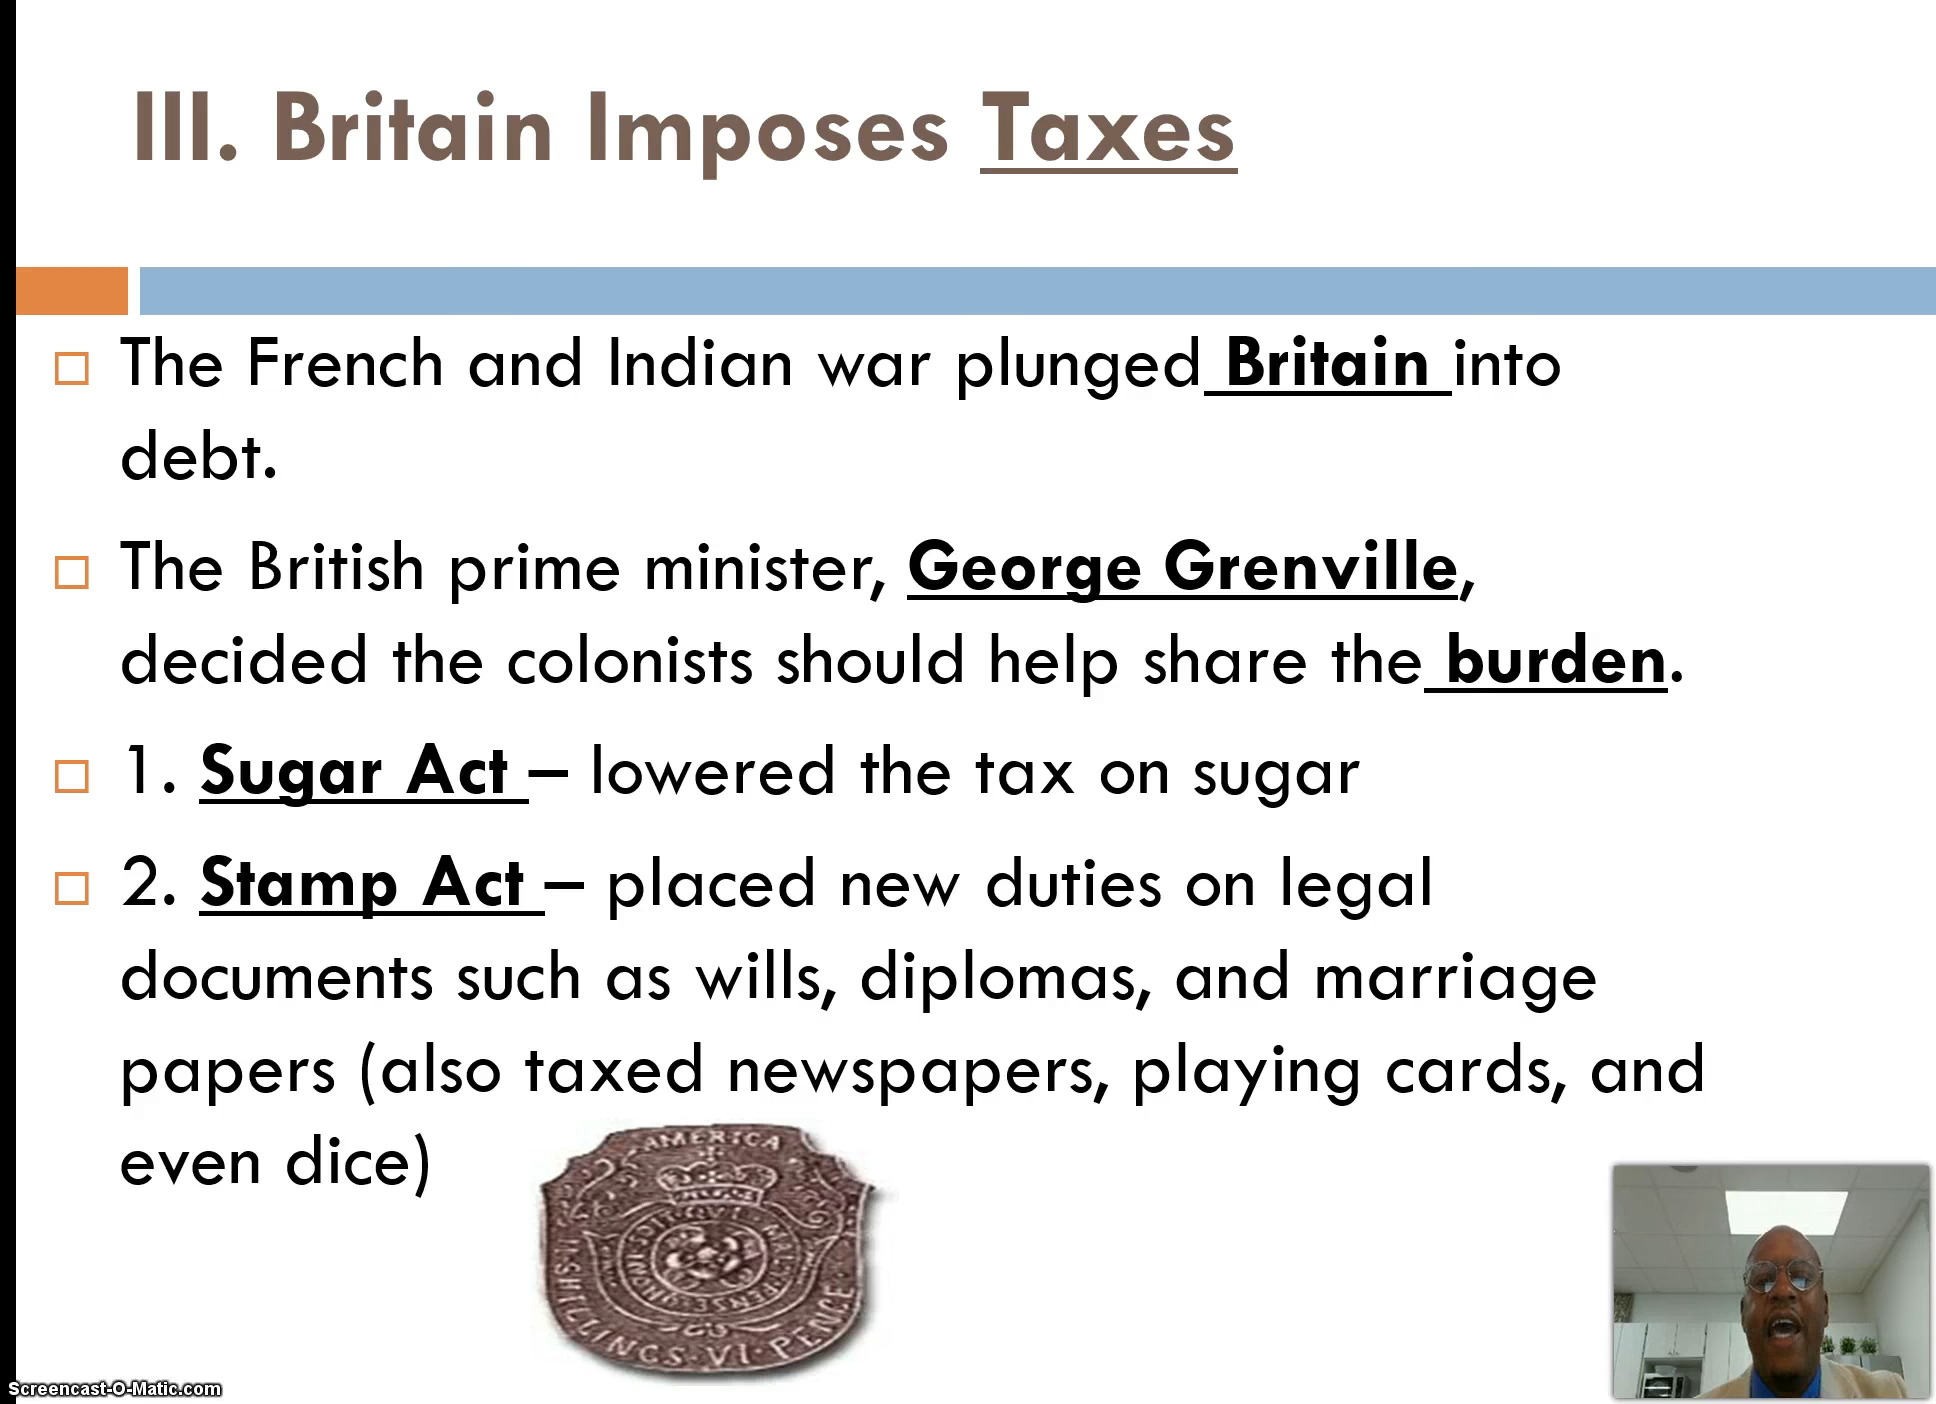 III. Britain Imposes Taxes
The French and Indian war plunged Britain into
debt.
The British prime minister, George Grenville,
decided the colonists should help share the burden.
1. Sugar Act – lowered the tax on sugar
2. Stamp Act – placed new duties on legal
documents such as wills, diplomas, and marriage
papers (also taxed newspapers, playing cards, and
even dice)
AMERICA
SHILLINGS·VI·PENCE
Screencast-O-Matic.com